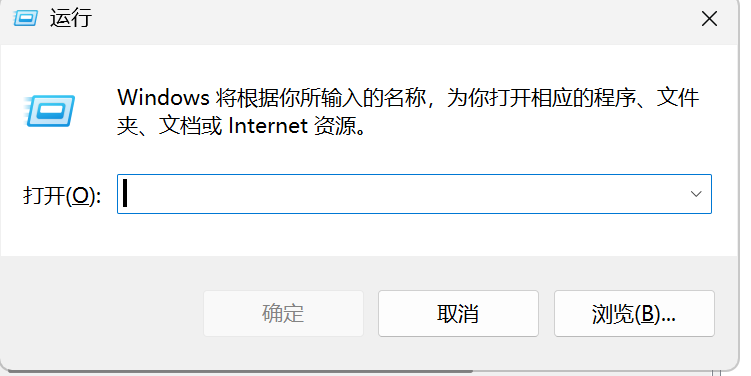 运行
Windows 将根据你所输入的名称，为你打开相应的程序、文件
夹、文档或 Internet 资源。
打开(O):
确定 取消 浏览(B)...